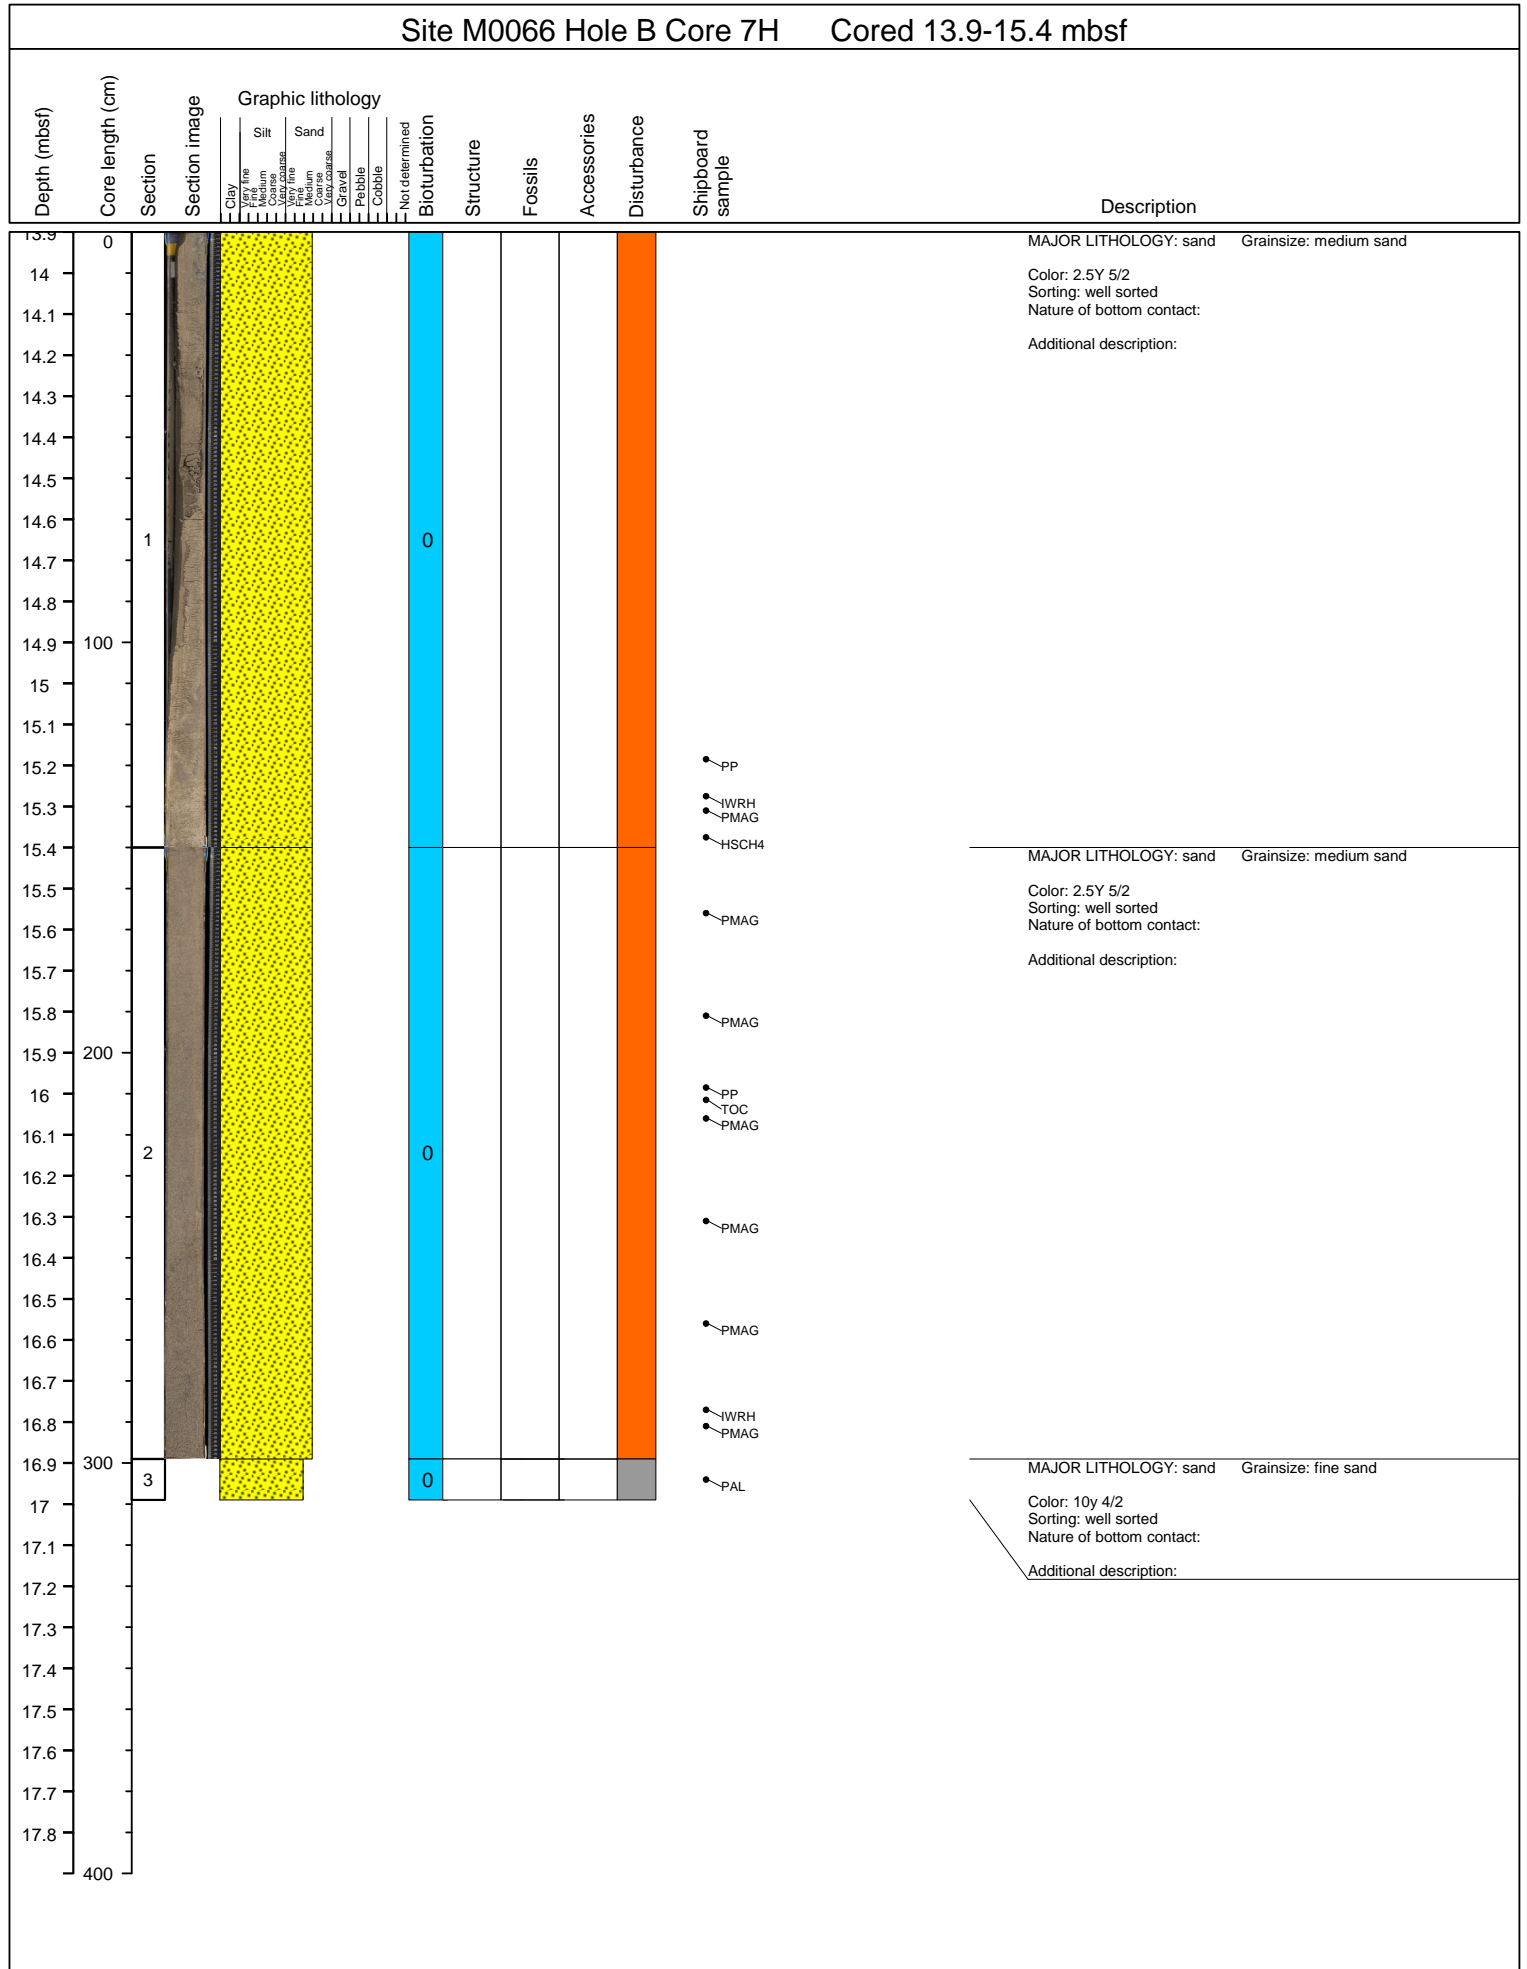 Site M0066 Hole B Core 7H Cored 13.9-15.4 mbsf
Depth (mbsf)
Core length (cm)
Section
Section image
Graphic lithology
Clay
Silt
Very fine
Fine
Medium
Coarse
Very coarse
Sand
Very fine
Fine
Medium
Coarse
Very coarse
Gravel
Pebble
Cobble
Not determined
Bioturbation
Structure
Fossils
Accessories
Disturbance
Shipboard
sample
Description
13.9
14
14.1
14.2
14.3
14.4
14.5
14.6
14.7
14.8
14.9
15
15.1
15.2
15.3
15.4
15.5
15.6
15.7
15.8
15.9
16
16.1
16.2
16.3
16.4
16.5
16.6
16.7
16.8
16.9
17
17.1
17.2
17.3
17.4
17.5
17.6
17.7
17.8
0
100
200
300
400
1
2
3
0
0
0
PP
IWRH
PMAG
HSCH4
PMAG
PMAG
PP
TOC
PMAG
PMAG
PMAG
IWRH
PMAG
PAL
MAJOR LITHOLOGY: sand Grainsize: medium sand
Color: 2.5Y 5/2
Sorting: well sorted
Nature of bottom contact:
Additional description:
MAJOR LITHOLOGY: sand Grainsize: medium sand
Color: 2.5Y 5/2
Sorting: well sorted
Nature of bottom contact:
Additional description:
MAJOR LITHOLOGY: sand Grainsize: fine sand
Color: 10y 4/2
Sorting: well sorted
Nature of bottom contact:
Additional description: